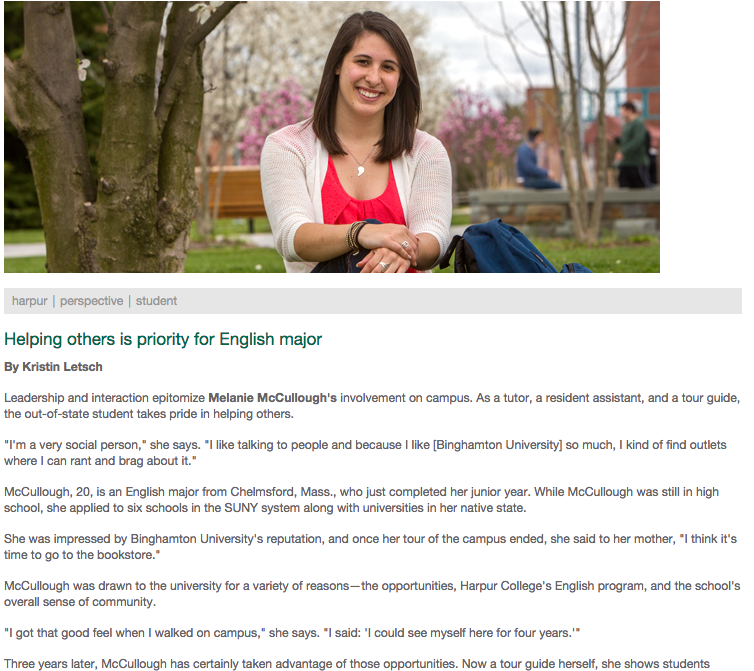 harpur | perspective | student
Helping others is priority for English major
By Kristin Letsch
Leadership and interaction epitomize Melanie McCullough's involvement on campus. As a tutor, a resident assistant, and a tour guide,
the out-of-state student takes pride in helping others.
"I'm a very social person," she says. "I like talking to people and because I like [Binghamton University] so much, I kind of find outlets
where I can rant and brag about it."
McCullough, 20, is an English major from Chelmsford, Mass., who just completed her junior year. While McCullough was still in high
school, she applied to six schools in the SUNY system along with universities in her native state.
She was impressed by Binghamton University's reputation, and once her tour of the campus ended, she said to her mother, "I think it's
time to go to the bookstore."
McCullough was drawn to the university for a variety of reasons—the opportunities, Harpur College's English program, and the school's
overall sense of community.
"I got that good feel when I walked on campus," she says. "I said: 'I could see myself here for four years.'"
Three years later, McCullough has certainly taken advantage of those opportunities. Now a tour guide herself, she shows students